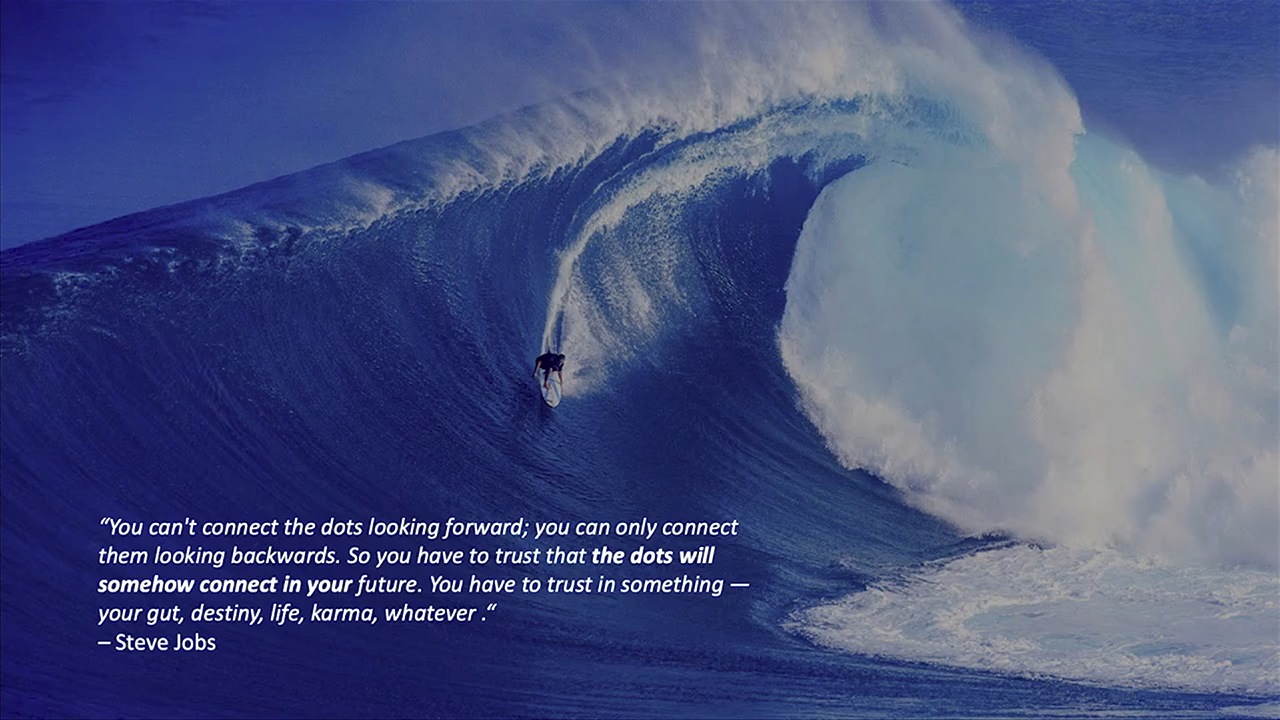 “You can't connect the dots looking forward; you can only connect
them looking backwards. So you have to trust that the dots will
somehow connect in your future. You have to trust in something —
your gut, destiny, life, karma, whatever .“
– Steve Jobs